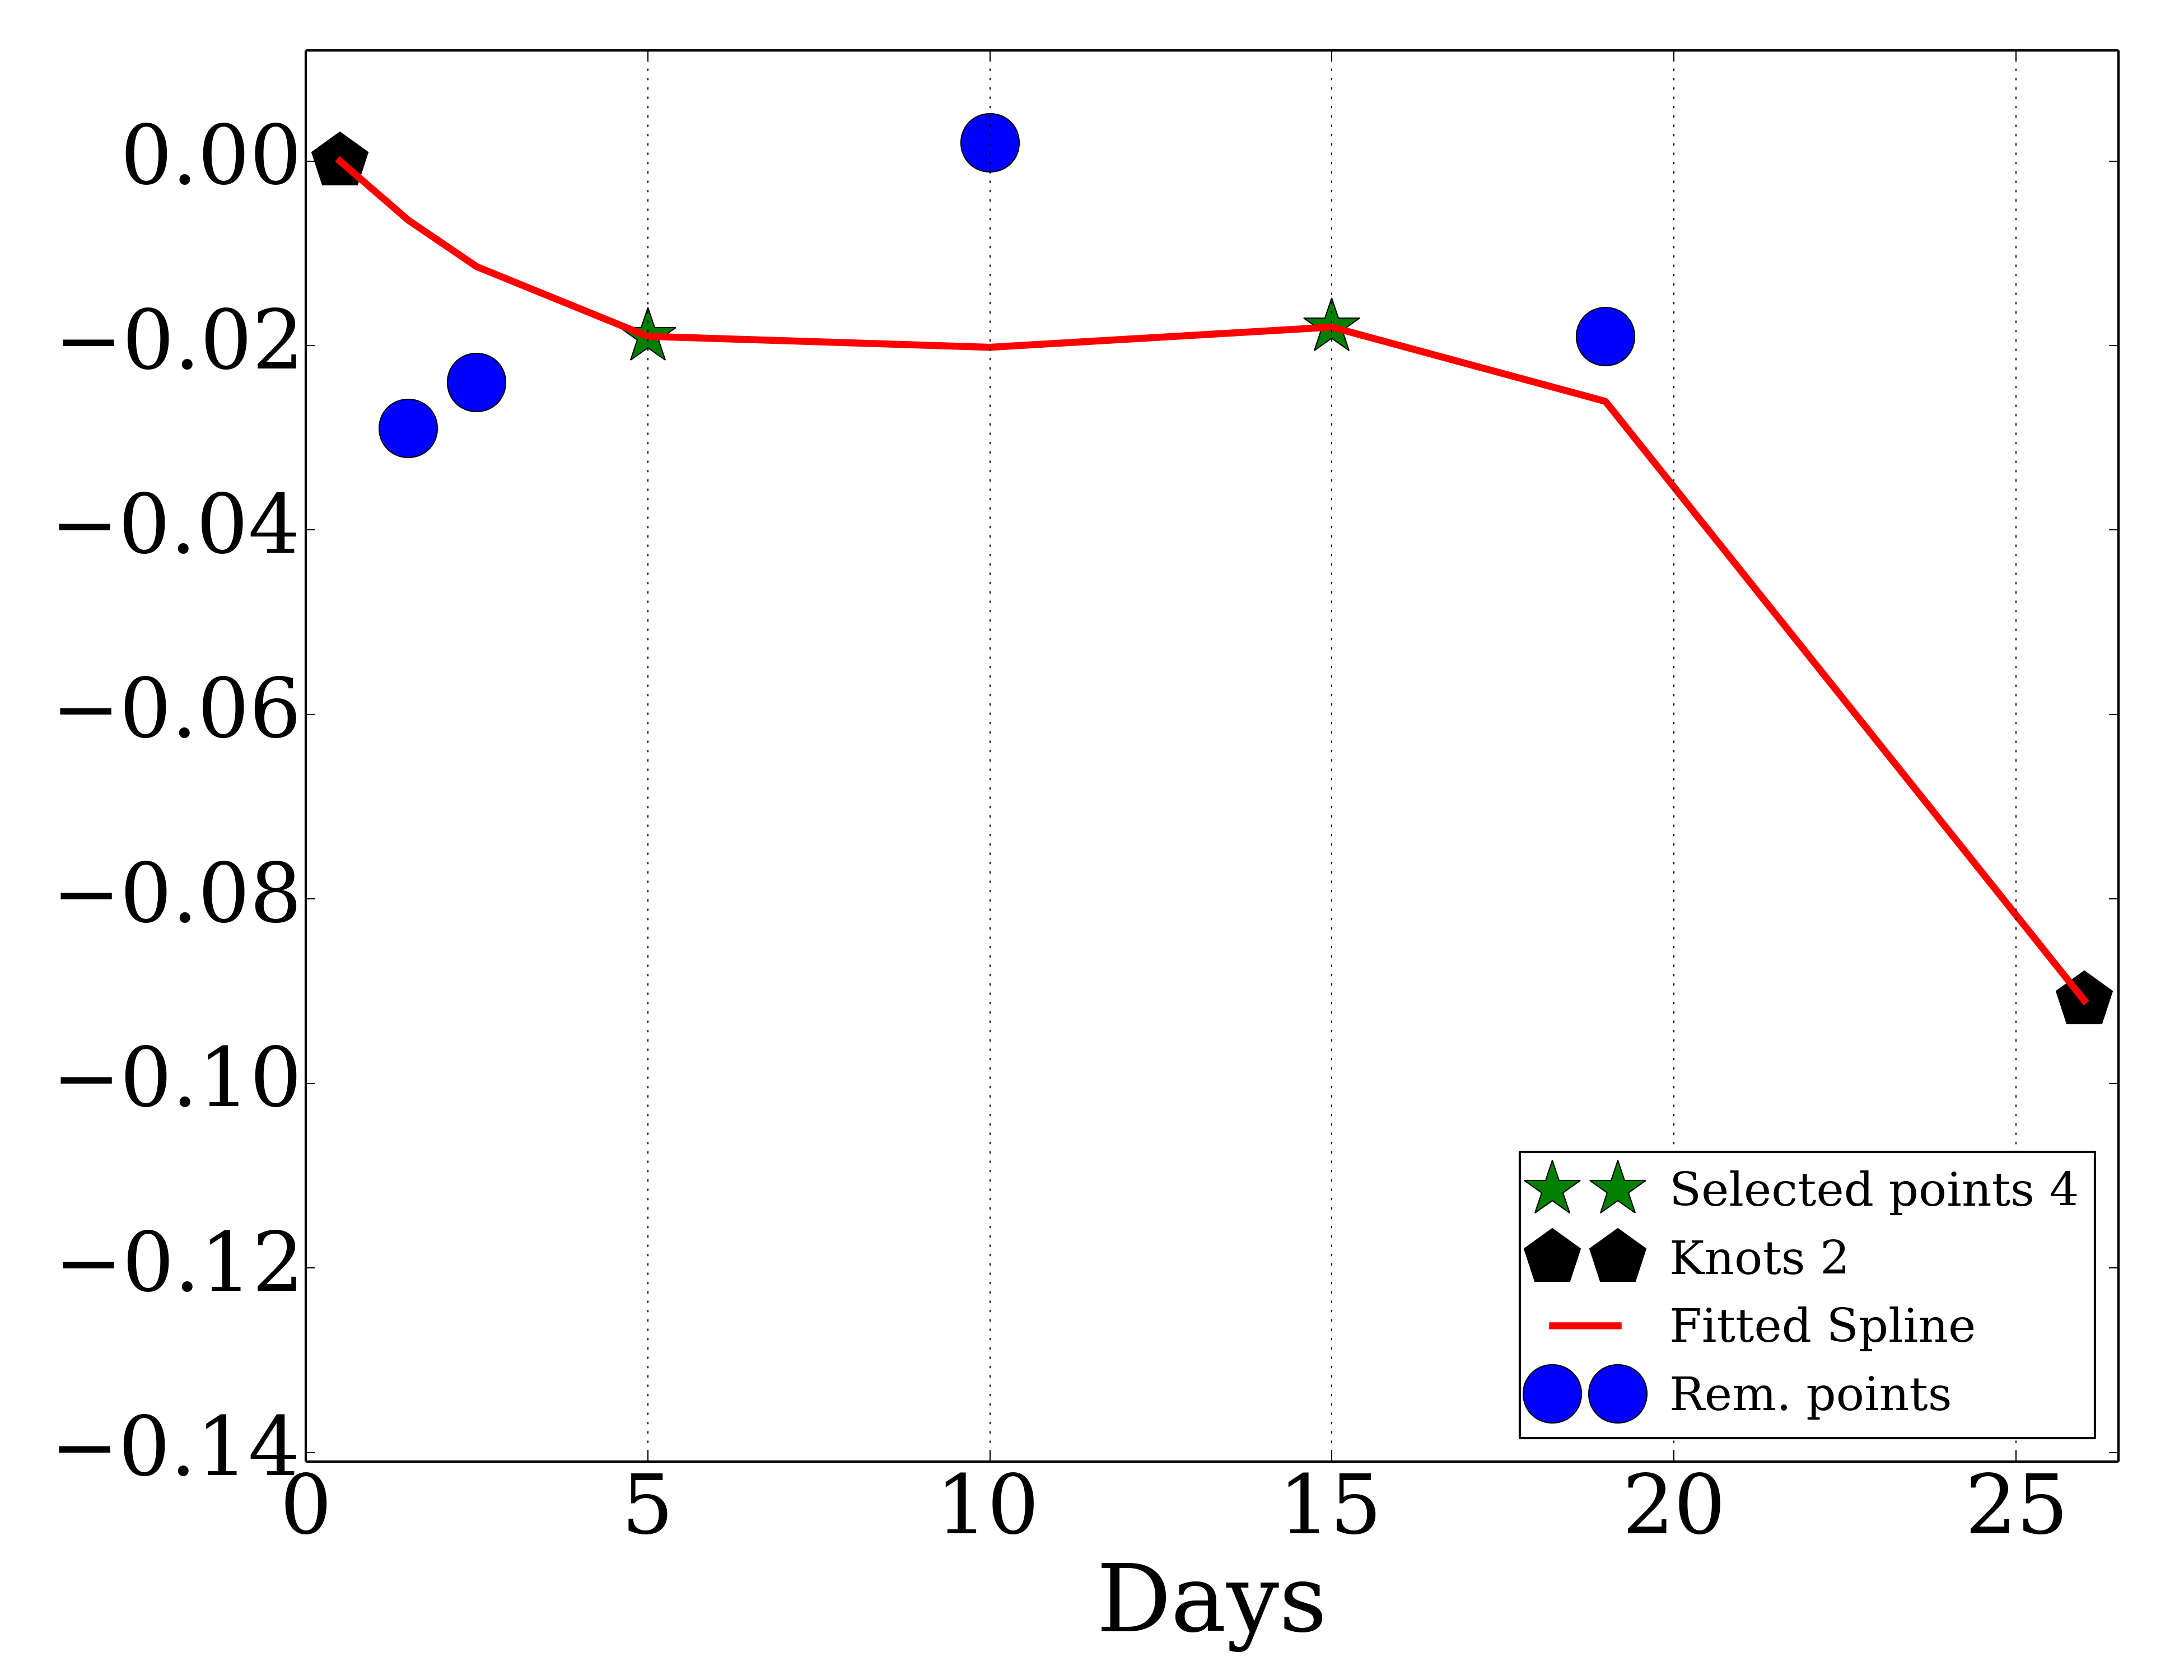 0.00
−0.02
−0.04
−0.06
−0.08
−0.10
−0.12
−0.14
0 5 10 15 20 25
Days
Selected points 4
Knots 2
Fitted Spline
Rem. points